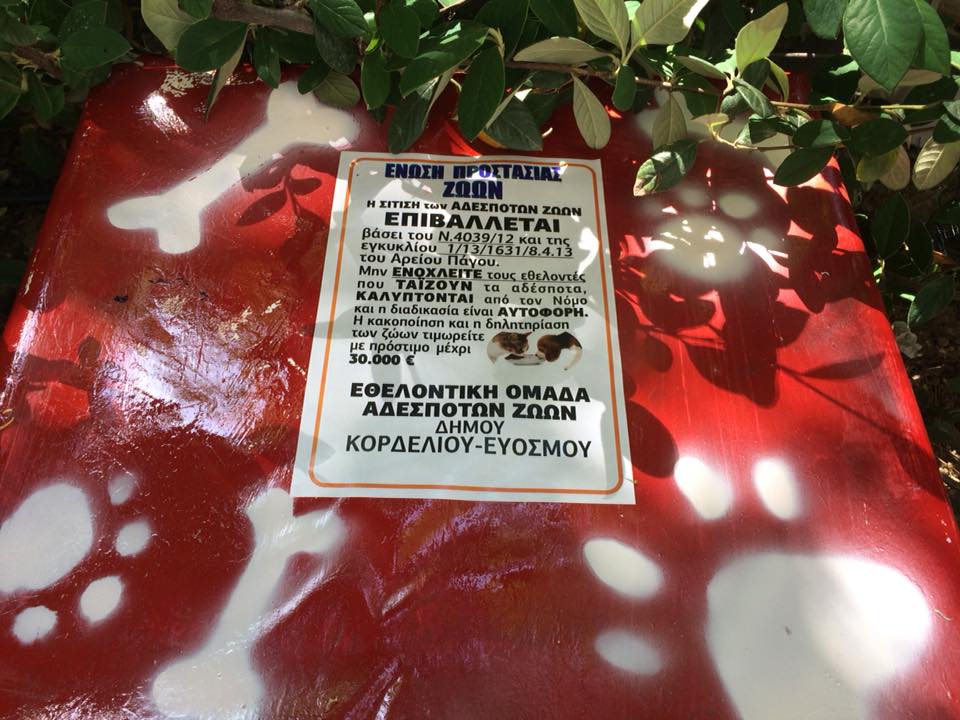 ΕΝΩΣΗ ΠΡΟΣΤΑΣΙΑΣ
ΖΩΩΝ
Η ΣΙΤΙΣΗ των ΑΔΕΣΠΟΤΩΝ ΖΩΩΝ
ΕΠΙΒΑΛΛΕΤΑΙ
βάσει του Ν.4039/12 και της
εγκυκλίου 1/13/1631/8.4.13
του Αρείου Πάγου.
Μην ΕΝΟΧΛΕΙΤΕ τους εθελοντές
που ΤΑΪΖΟΥΝ τα αδέσποτα,
ΚΑΛΥΠΤΟΝΤΑΙ από τον Νόμο
και η διαδικασία είναι ΑΥΤΟΦΟΡΗ.
Η κακοποίηση και η δηλητηρίαση
των ζώων τιμωρείτε
με πρόστιμο μέχρι
30.000 €
ΕΘΕΛΟΝΤΙΚΗ ΟΜΑΔΑ
ΑΔΕΣΠΟΤΩΝ ΖΩΩΝ
ΔΗΜΟΥ
ΚΟΡΔΕΛΙΟΥ-ΕΥΟΣΜΟΥ